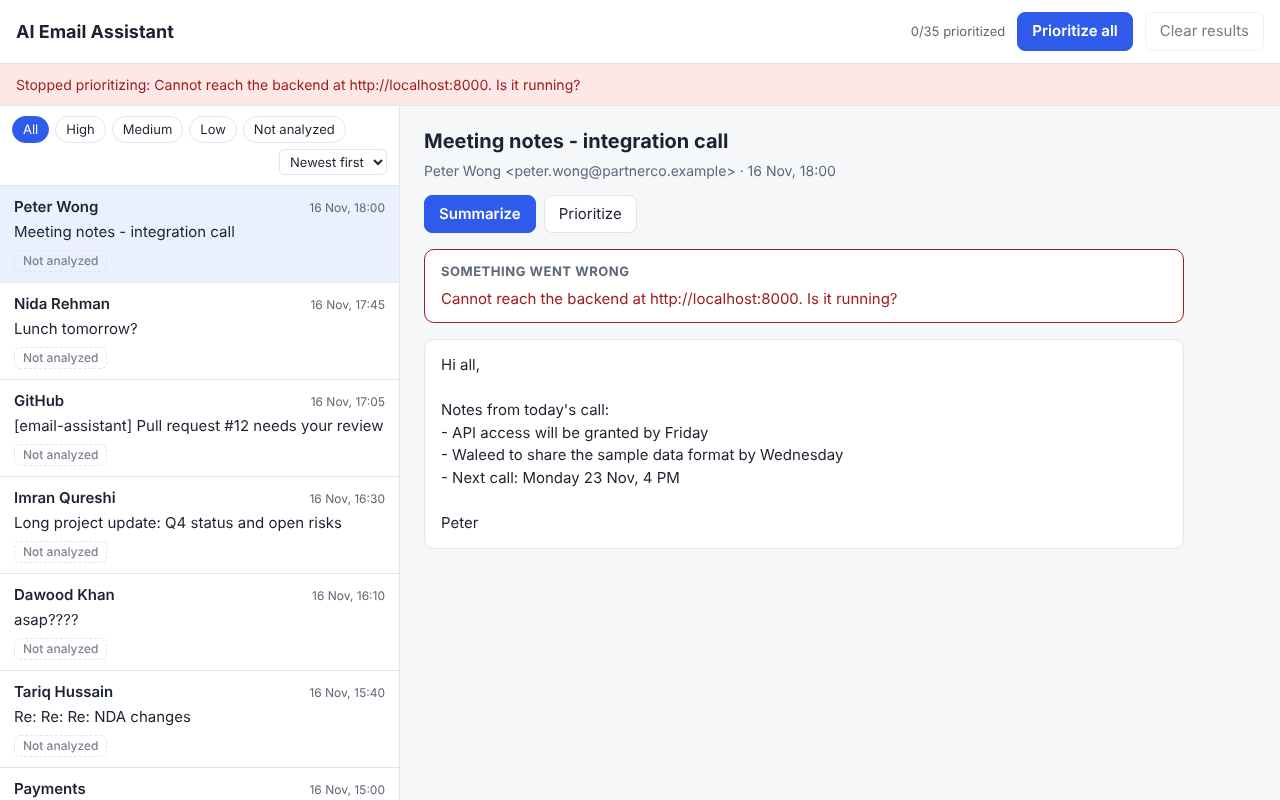 AI Email Assistant
0/35 prioritized
Prioritize all
Clear results
Stopped prioritizing: Cannot reach the backend at http://localhost:8000. Is it running?
All
High
Medium
Low
Not analyzed
Newest first
Peter Wong
16 Nov, 18:00
Meeting notes - integration call
Not analyzed
Nida Rehman
16 Nov, 17:45
Lunch tomorrow?
Not analyzed
GitHub
16 Nov, 17:05
[email-assistant] Pull request #12 needs your review
Not analyzed
Imran Qureshi
16 Nov, 16:30
Long project update: Q4 status and open risks
Not analyzed
Dawood Khan
16 Nov, 16:10
asap????
Not analyzed
Tariq Hussain
16 Nov, 15:40
Re: Re: Re: NDA changes
Not analyzed
Payments
16 Nov, 15:00
Meeting notes - integration call
Peter Wong <peter.wong@partnerco.example> · 16 Nov, 18:00
Summarize
Prioritize
SOMETHING WENT WRONG
Cannot reach the backend at http://localhost:8000. Is it running?
Hi all,
Notes from today's call:
- API access will be granted by Friday
- Waleed to share the sample data format by Wednesday
- Next call: Monday 23 Nov, 4 PM
Peter